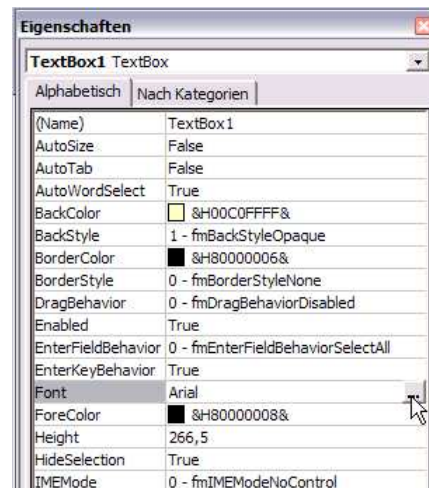 Eigenschaften
TextBox1 TextBox
Alphabetisch Nach Kategorien
(Name) TextBox1
AutoSize False
AutoTab False
AutoWordSelect True
BackColor &H00C0FFFF&
BackStyle 1 - fmBackStyleOpaque
BorderColor &H80000006&
BorderStyle 0 - fmBorderStyleNone
DragBehavior 0 - fmDragBehaviorDisabled
Enabled True
EnterFieldBehavior 0 - fmEnterFieldBehaviorSelectAll
EnterKeyBehavior True
Font Arial ...
ForeColor &H80000008&
Height 266,5
HideSelection True
IMEMode 0 - fmIMEModeNoControl